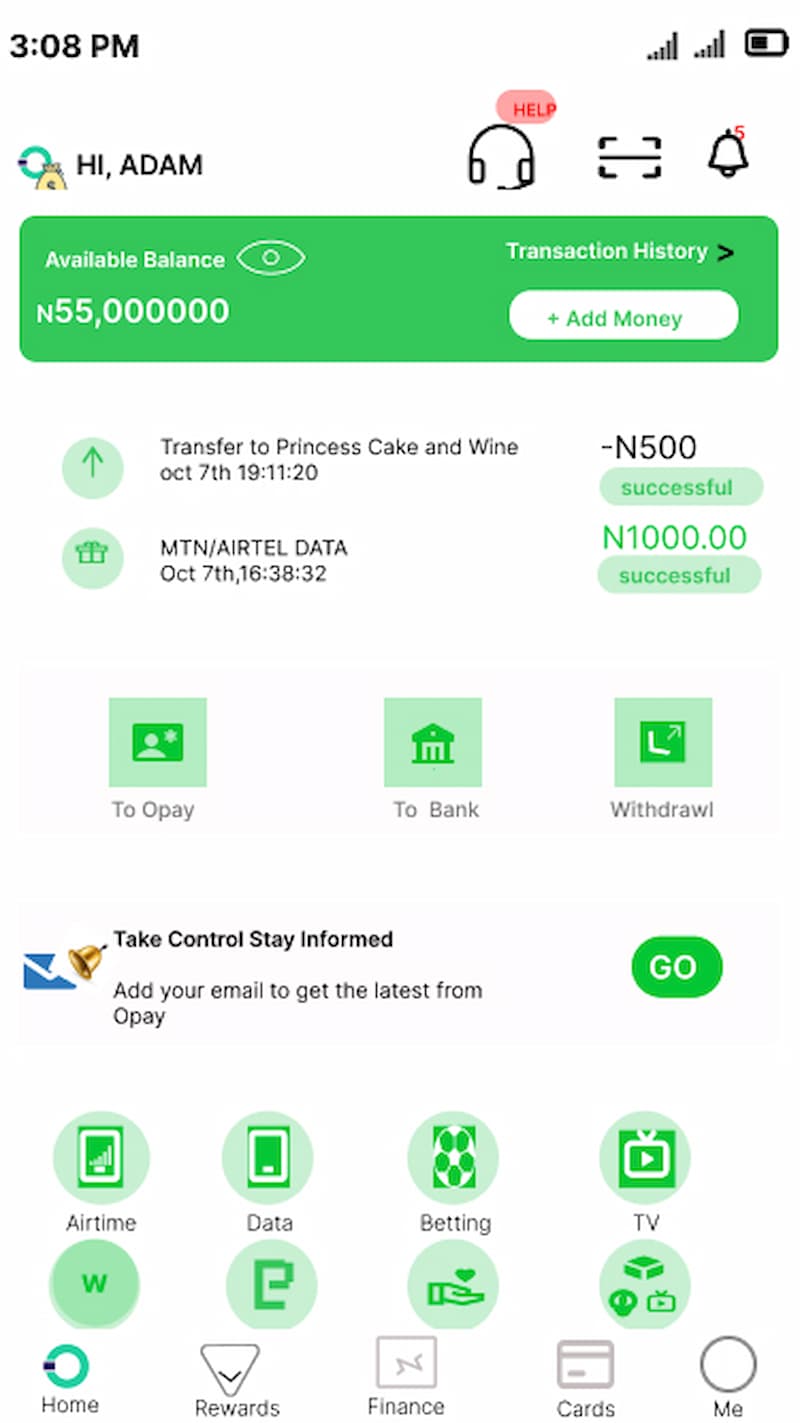 3:08 PM
HELP
5
HI, ADAM
Available Balance
Transaction History >
N55,000000
+ Add Money
Transfer to Princess Cake and Wine
-N500
oct 7th 19:11:20
successful
MTN/AIRTEL DATA
N1000.00
Oct 7th,16:38:32
successful
To Opay
To Bank
Withdrawl
Take Control Stay Informed
GO
Add your email to get the latest from
Opay
Airtime
Data
Betting
TV
W
Home
Rewards
Finance
Cards
Me